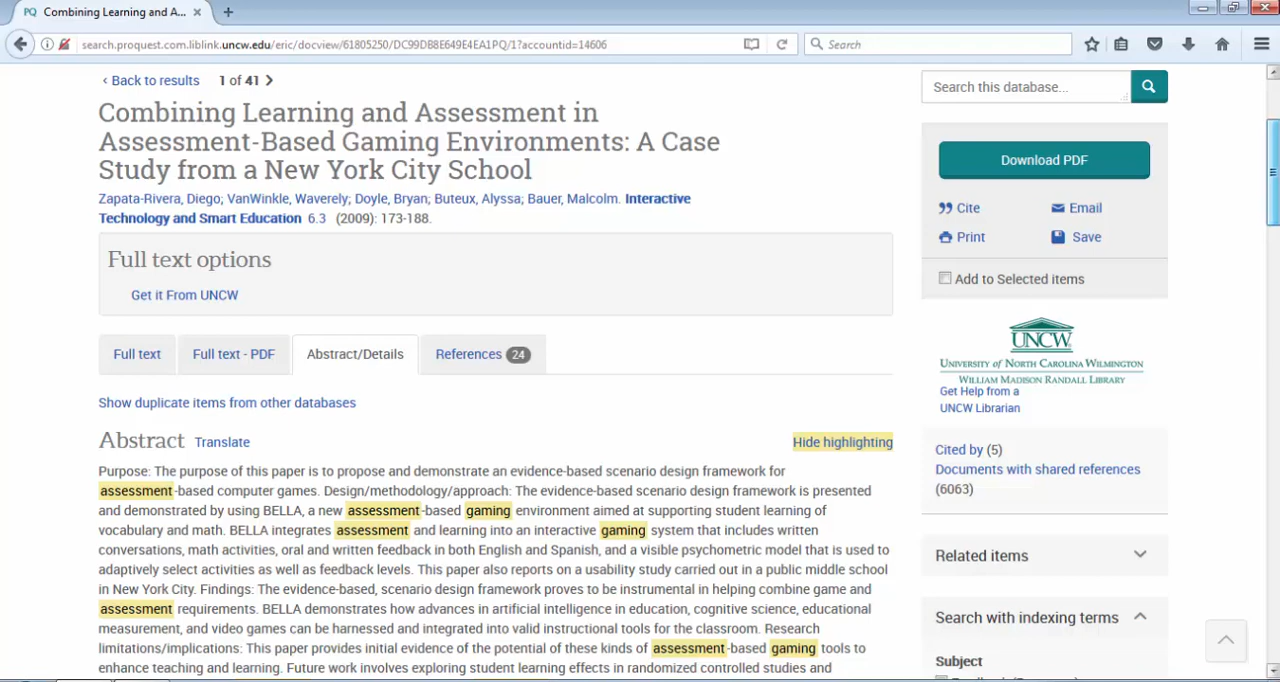 PQ Combining Learning and A... × +
search.proquest.com.liblink.uncw.edu/eric/docview/61805250/DC99DB8E649E4EA1PQ/1?accountid=14606
Search
‹ Back to results 1 of 41
Combining Learning and Assessment in
Assessment-Based Gaming Environments: A Case
Study from a New York City School
Zapata-Rivera, Diego; VanWinkle, Waverely; Doyle, Bryan; Buteux, Alyssa; Bauer, Malcolm. Interactive
Technology and Smart Education 6.3 (2009): 173-188.
Full text options
Get it From UNCW
Full text Full text - PDF Abstract/Details References 24
Show duplicate items from other databases
Abstract Translate Hide highlighting
Purpose: The purpose of this paper is to propose and demonstrate an evidence-based scenario design framework for
assessment-based computer games. Design/methodology/approach: The evidence-based scenario design framework is presented
and demonstrated by using BELLA, a new assessment-based gaming environment aimed at supporting student learning of
vocabulary and math. BELLA integrates assessment and learning into an interactive gaming system that includes written
conversations, math activities, oral and written feedback in both English and Spanish, and a visible psychometric model that is used to
adaptively select activities as well as feedback levels. This paper also reports on a usability study carried out in a public middle school
in New York City. Findings: The evidence-based, scenario design framework proves to be instrumental in helping combine game and
assessment requirements. BELLA demonstrates how advances in artificial intelligence in education, cognitive science, educational
measurement, and video games can be harnessed and integrated into valid instructional tools for the classroom. Research
limitations/implications: This paper provides initial evidence of the potential of these kinds of assessment-based gaming tools to
enhance teaching and learning. Future work involves exploring student learning effects in randomized controlled studies and
Search this database...
Download PDF
Cite Email
Print Save
Add to Selected items
UNCW
UNIVERSITY OF NORTH CAROLINA WILMINGTON
WILLIAM MADISON RANDALL LIBRARY
Get Help from a
UNCW Librarian
Cited by (5)
Documents with shared references
(6063)
Related items
Search with indexing terms
Subject